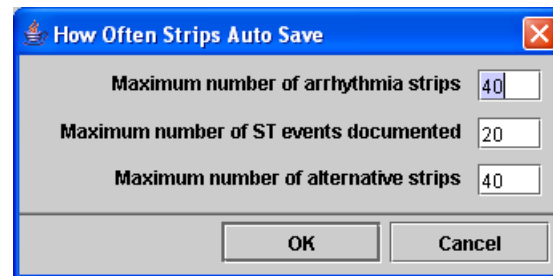 How Often Strips Auto Save
Maximum number of arrhythmia strips 40
Maximum number of ST events documented 20
Maximum number of alternative strips 40
OK Cancel